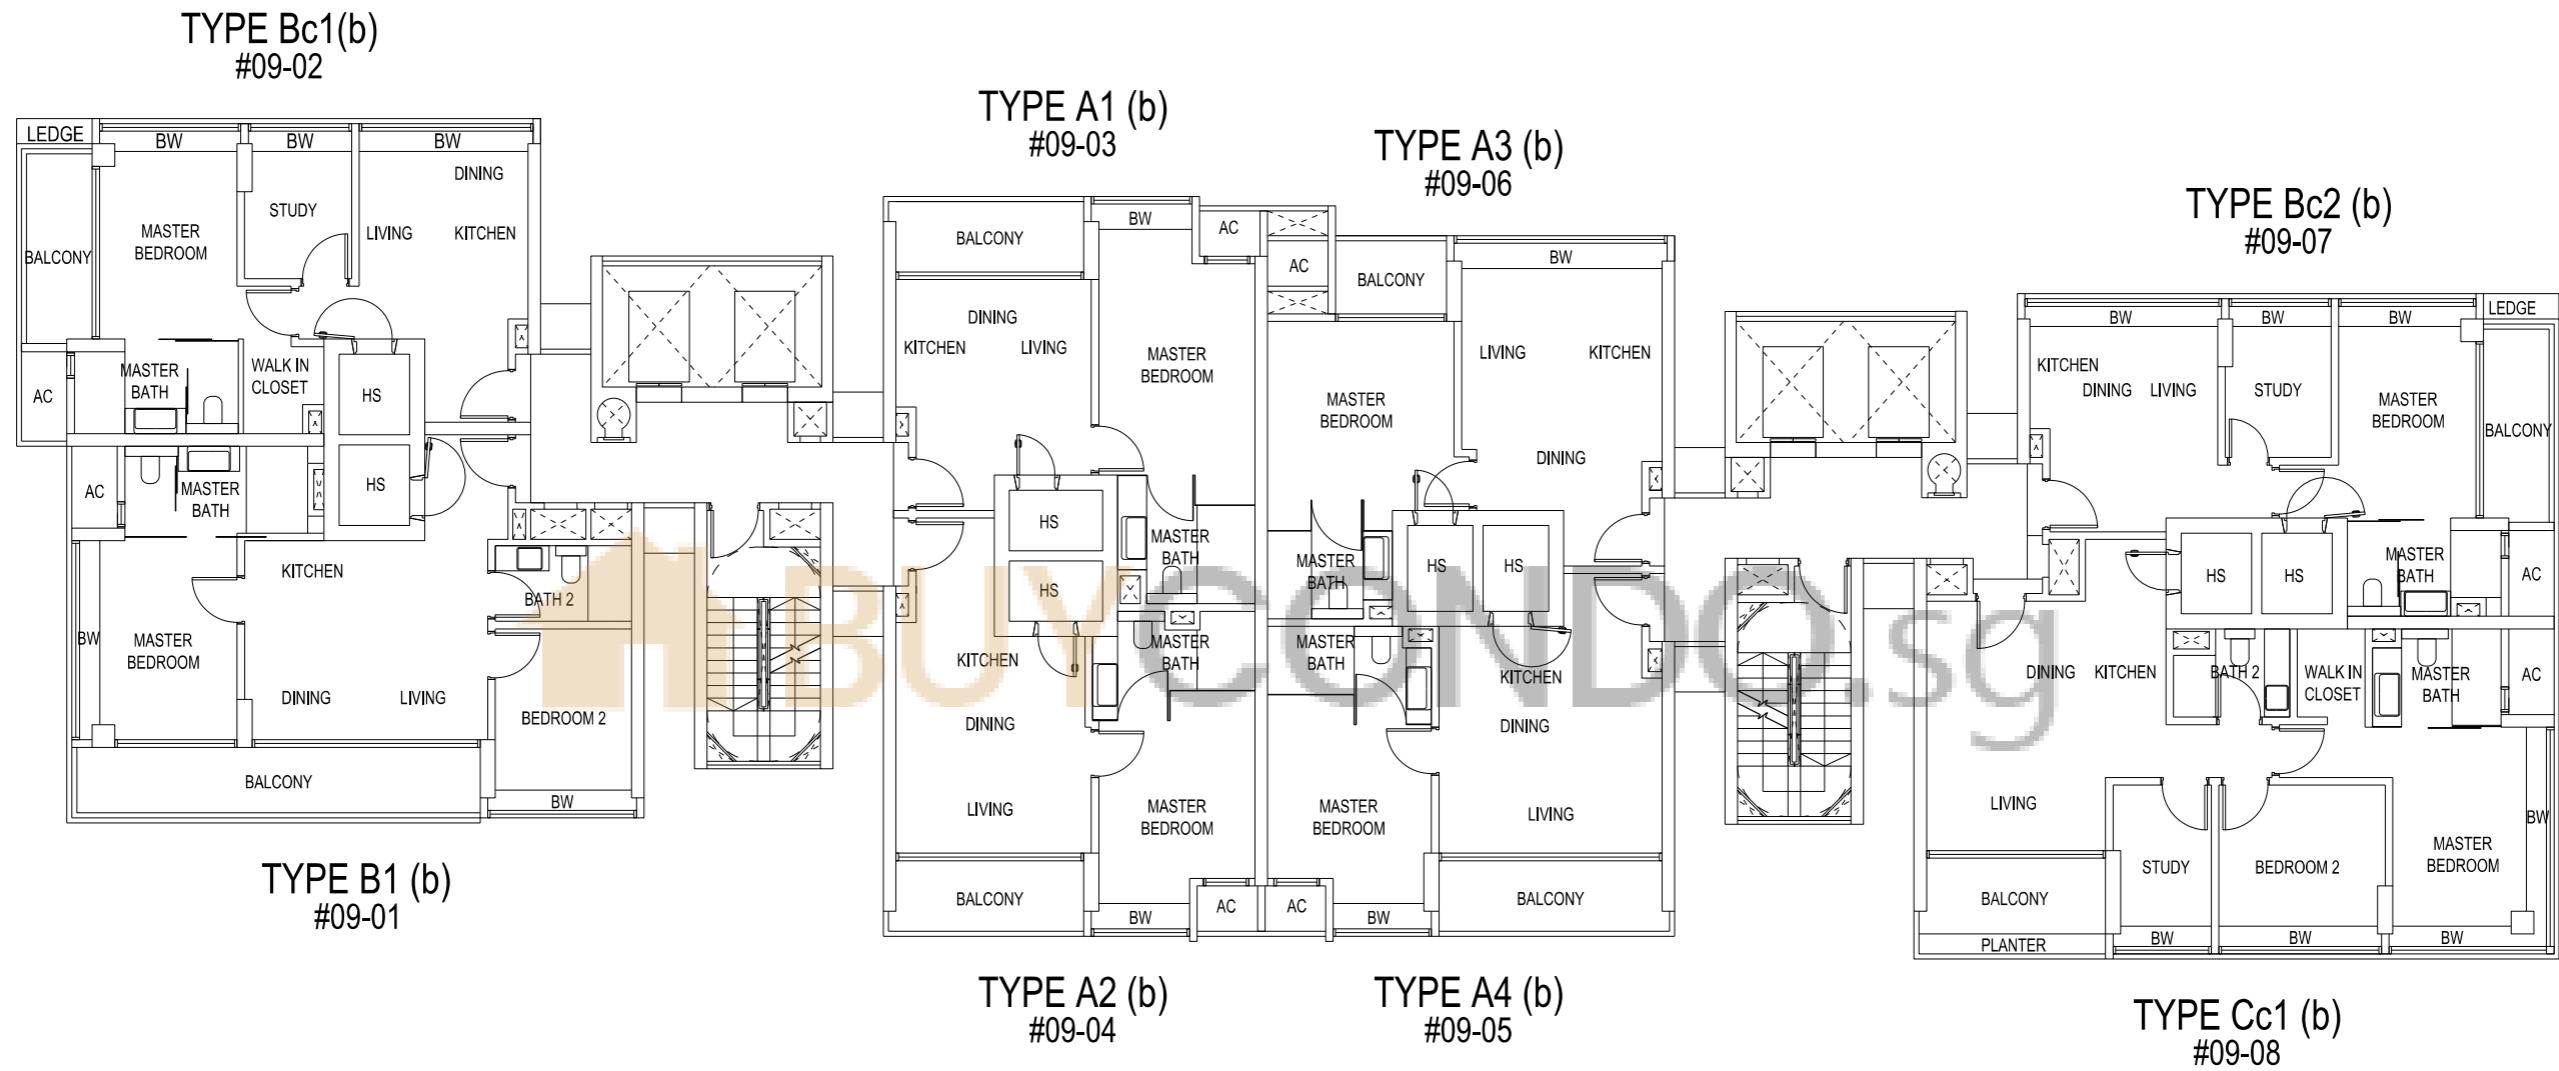 TYPE Bc1(b)
#09-02
LEDGE
BW
BW
BW
DINING
STUDY
MASTER
BEDROOM
LIVING
KITCHEN
BALCONY
MASTER
BATH
WALK IN
CLOSET
AC
HS
AC
MASTER
BATH
HS
KITCHEN
BATH 2
BW
MASTER
BEDROOM
DINING
LIVING
BEDROOM 2
BALCONY
BW
TYPE B1 (b)
#09-01
TYPE A1 (b)
#09-03
BALCONY
BW
AC
DINING
KITCHEN
LIVING
MASTER
BEDROOM
HS
MASTER
BATH
HS
MASTER
BATH
KITCHEN
DINING
LIVING
MASTER
BEDROOM
BALCONY
BW
AC
TYPE A2 (b)
#09-04
TYPE A3 (b)
#09-06
AC
BALCONY
BW
LIVING
KITCHEN
MASTER
BEDROOM
DINING
MASTER
BATH
HS
HS
MASTER
BATH
KITCHEN
DINING
MASTER
BEDROOM
LIVING
AC
BW
BALCONY
TYPE A4 (b)
#09-05
TYPE Bc2 (b)
#09-07
LEDGE
BW
BW
BW
KITCHEN
DINING
LIVING
STUDY
MASTER
BEDROOM
BALCONY
HS
HS
MASTER
BATH
AC
DINING
KITCHEN
BATH 2
WALK IN
CLOSET
MASTER
BATH
AC
LIVING
BW
STUDY
BEDROOM 2
MASTER
BEDROOM
BALCONY
PLANTER
BW
BW
BW
TYPE Cc1 (b)
#09-08
BUYCONDO.sg